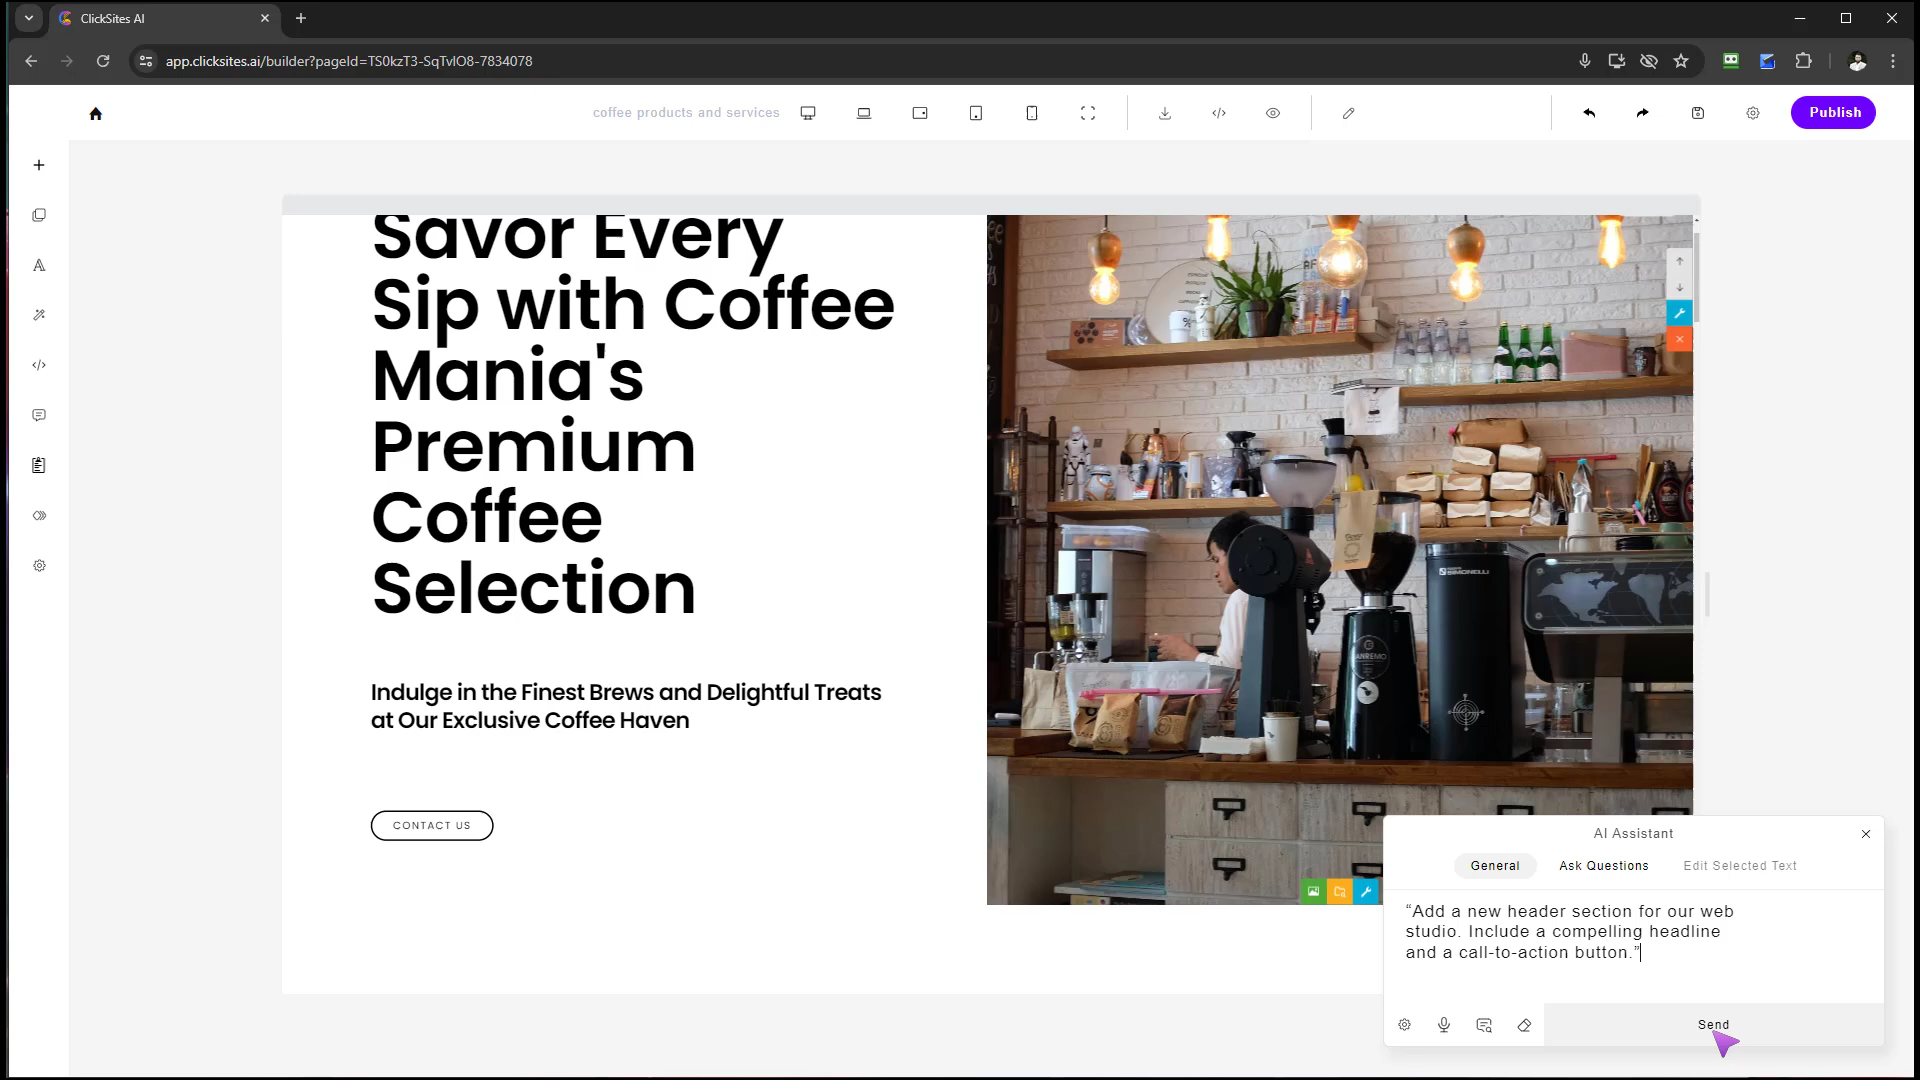 ClickSites AI
app.clicksites.ai/builder?pageId=TS0kzT3-SqTvIO8-7834078
coffee products and services
Publish
Savor Every
Sip with Coffee
Mania's
Premium
Coffee
Selection
Indulge in the Finest Brews and Delightful Treats
at Our Exclusive Coffee Haven
CONTACT US
SIMONELLI
AI Assistant
General
Ask Questions
Edit Selected Text
“Add a new header section for our web
studio. Include a compelling headline
and a call-to-action button.”
Send